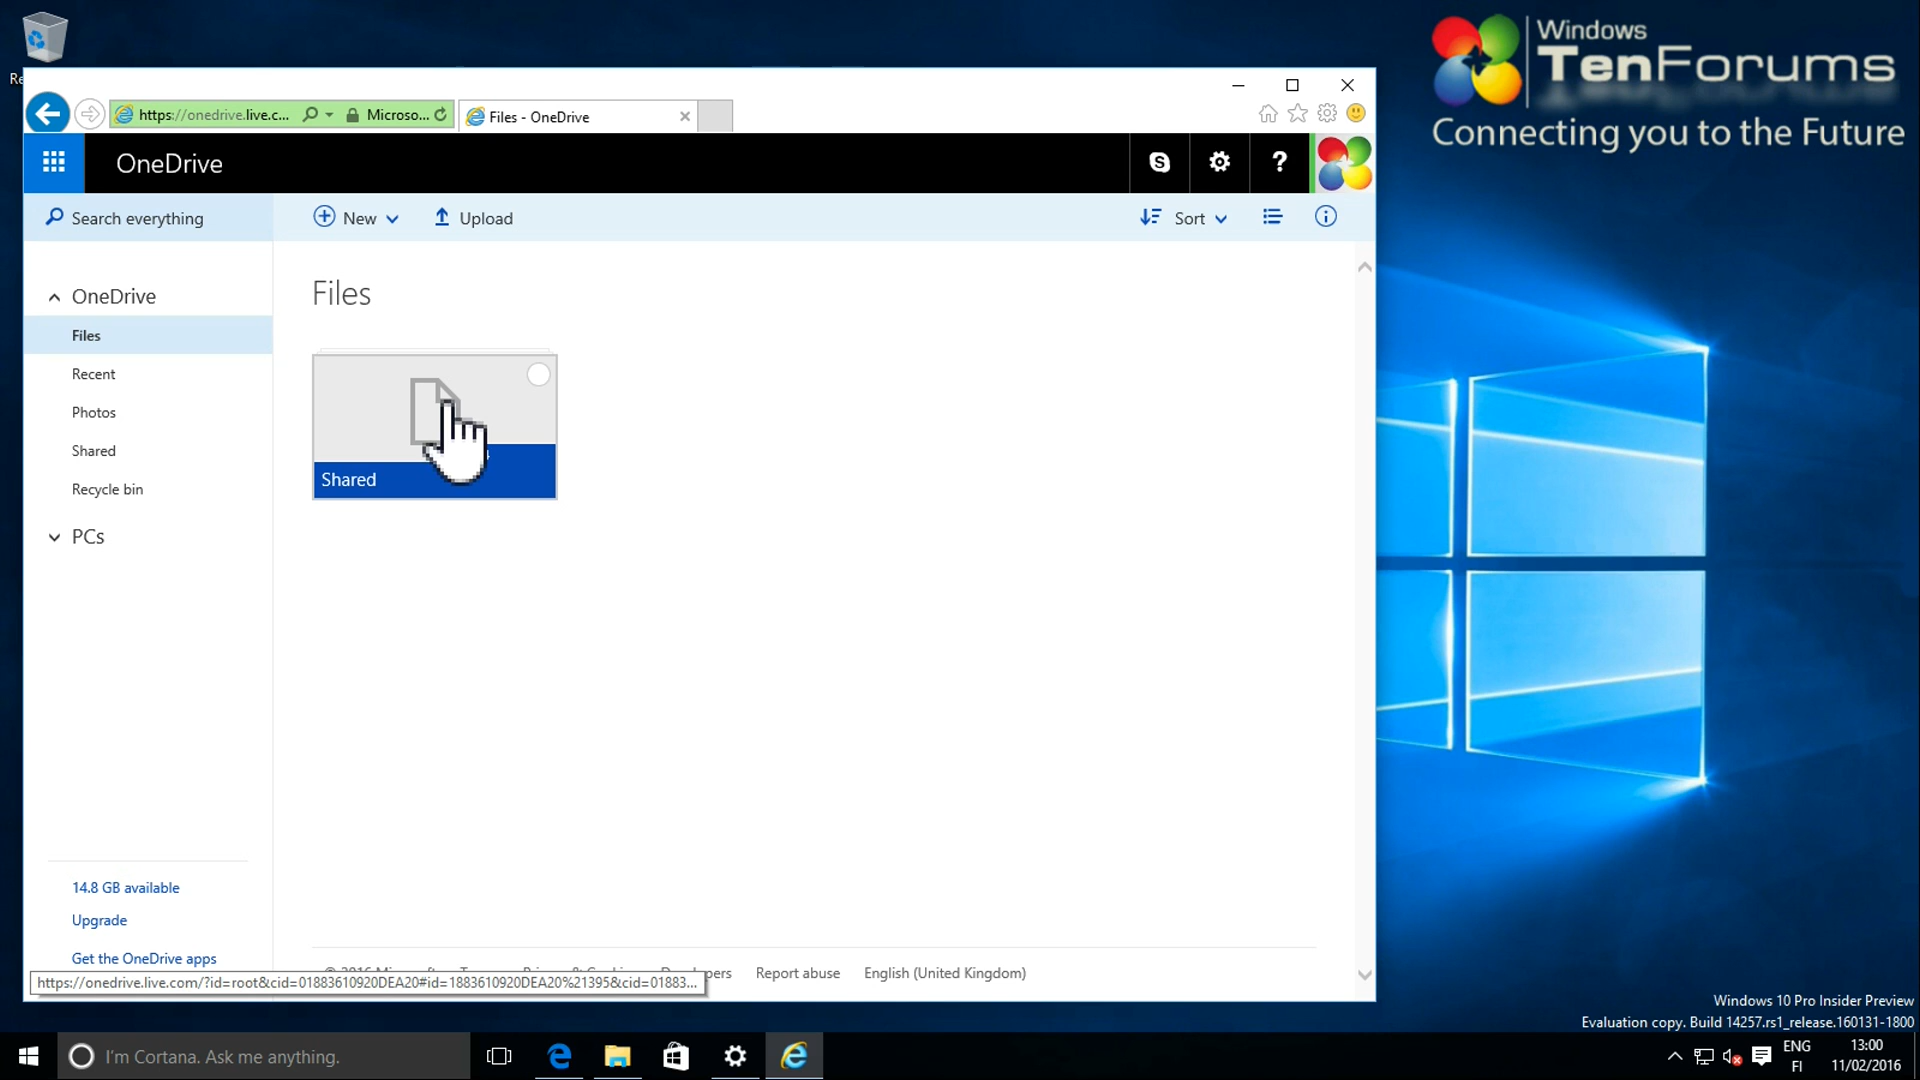 Windows
TenForums
Connecting you to the Future
https://onedrive.live.c...
Microso...
Files - OneDrive
OneDrive
Search everything
New
Upload
Sort
OneDrive
Files
Recent
Photos
Shared
Recycle bin
PCs
Files
Shared
14.8 GB available
Upgrade
Get the OneDrive apps
Report abuse
English (United Kingdom)
https://onedrive.live.com/?id=root&cid=01883610920DEA20#id=1883610920DEA20%21395&cid=01883...
Windows 10 Pro Insider Preview
Evaluation copy. Build 14257.rs1_release.160131-1800
I'm Cortana. Ask me anything.
ENG
FI
13:00
11/02/2016